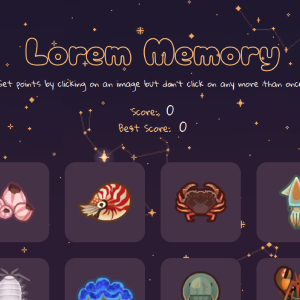 Lorem Memory
Get points by clicking on an image but don't click on any more than once
Score: 0
Best Score: 0